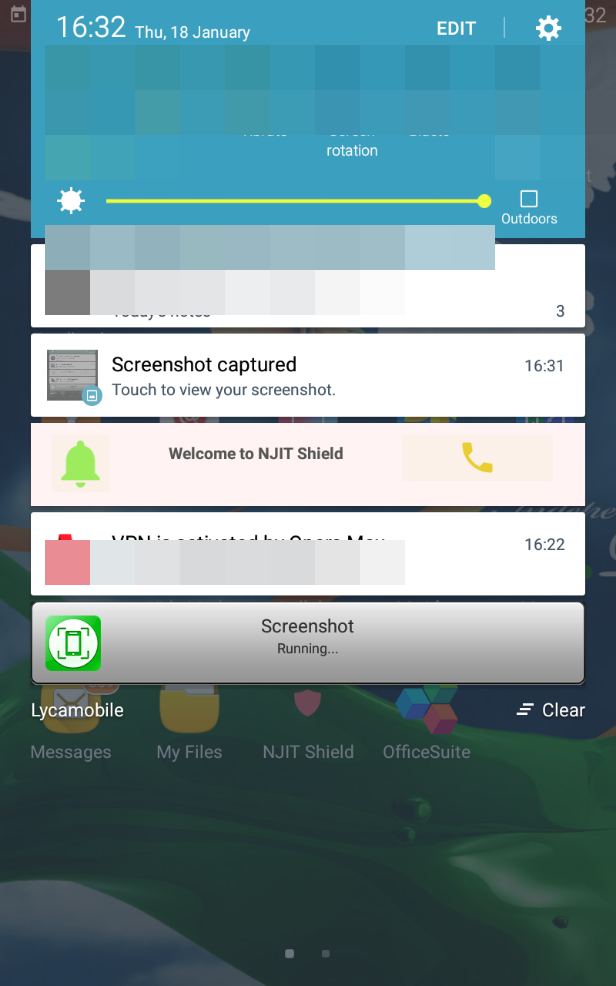 16:32 Thu, 18 January EDIT
32
rotation
Outdoors
3
Screenshot captured 16:31
Touch to view your screenshot.
Welcome to NJIT Shield
16:22
Screenshot
Running...
Lycamobile Clear
Messages My Files NJIT Shield OfficeSuite